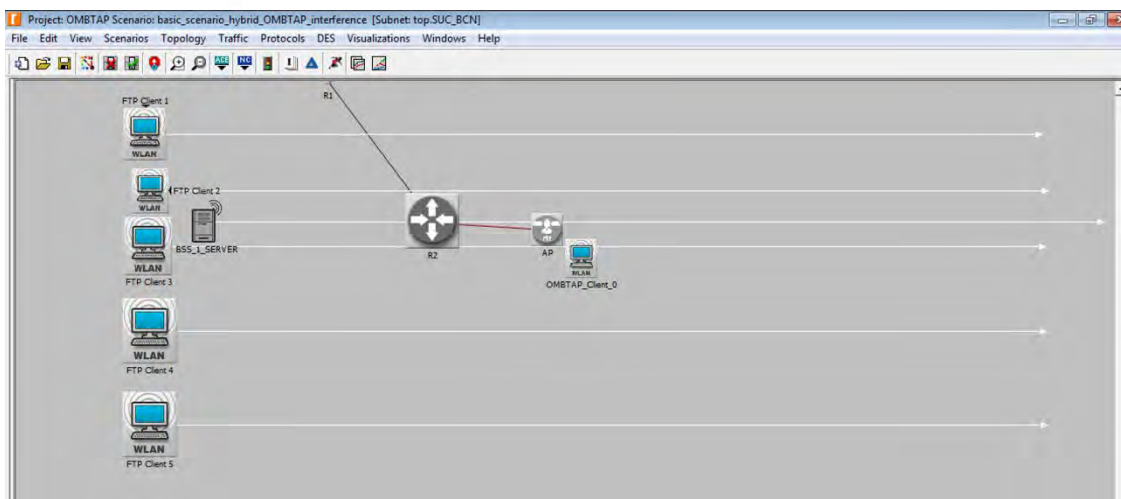 Project: OMBTAP Scenario: basic_scenario_hybrid_OMBTAP_interference [Subnet: top.SUC_BCN]
File Edit View Scenarios Topology Traffic Protocols DES Visualizations Windows Help
ACE NC
R1
FTP Client 1
WLAN
FTP Client 2
WLAN
BSS_1_SERVER
R2
AP
WLAN
FTP Client 3
WLAN
OMBTAP_Client_0
WLAN
FTP Client 4
WLAN
FTP Client 5